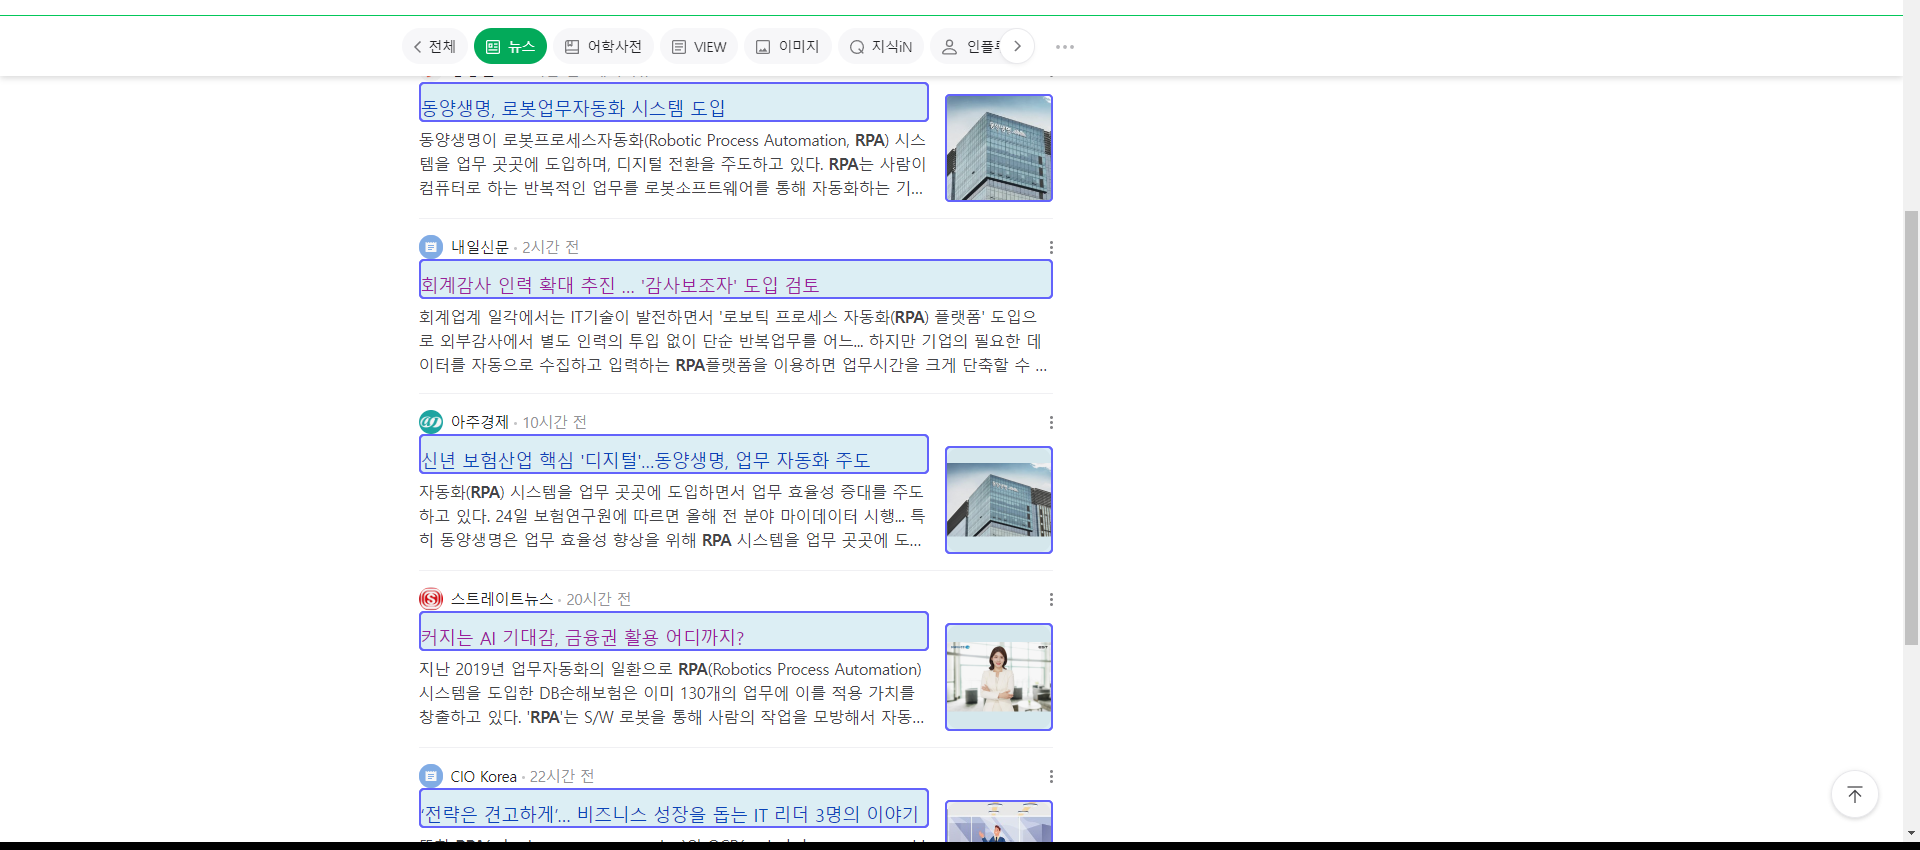 전체
뉴스
어학사전
VIEW
이미지
지식iN
인플루
동양생명, 로봇업무자동화 시스템 도입
동양생명이 로봇프로세스자동화(Robotic Process Automation, RPA) 시스
템을 업무 곳곳에 도입하며, 디지털 전환을 주도하고 있다. RPA는 사람이
컴퓨터로 하는 반복적인 업무를 로봇소프트웨어를 통해 자동화하는 기...
내일신문 · 2시간 전
회계감사 인력 확대 추진 ... '감사보조자' 도입 검토
회계업계 일각에서는 IT기술이 발전하면서 '로보틱 프로세스 자동화(RPA) 플랫폼' 도입으
로 외부감사에서 별도 인력의 투입 없이 단순 반복업무를 어느... 하지만 기업의 필요한 데
이터를 자동으로 수집하고 입력하는 RPA플랫폼을 이용하면 업무시간을 크게 단축할 수 ...
아주경제 · 10시간 전
신년 보험산업 핵심 '디지털'...동양생명, 업무 자동화 주도
자동화(RPA) 시스템을 업무 곳곳에 도입하면서 업무 효율성 증대를 주도
하고 있다. 24일 보험연구원에 따르면 올해 전 분야 마이데이터 시행... 특
히 동양생명은 업무 효율성 향상을 위해 RPA 시스템을 업무 곳곳에 도...
스트레이트뉴스 · 20시간 전
커지는 AI 기대감, 금융권 활용 어디까지?
지난 2019년 업무자동화의 일환으로 RPA(Robotics Process Automation)
시스템을 도입한 DB손해보험은 이미 130개의 업무에 이를 적용 가치를
창출하고 있다. 'RPA'는 S/W 로봇을 통해 사람의 작업을 모방해서 자동...
CIO Korea · 22시간 전
‘전략은 견고하게’... 비즈니스 성장을 돕는 IT 리더 3명의 이야기